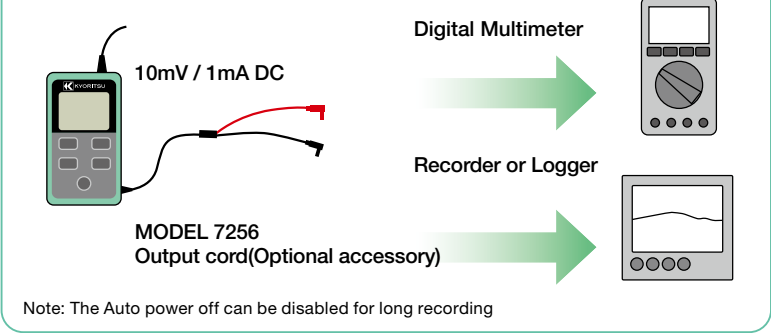 Digital Multimeter
10mV / 1mA DC
KYORITSU
Recorder or Logger
MODEL 7256
Output cord(Optional accessory)
Note: The Auto power off can be disabled for long recording